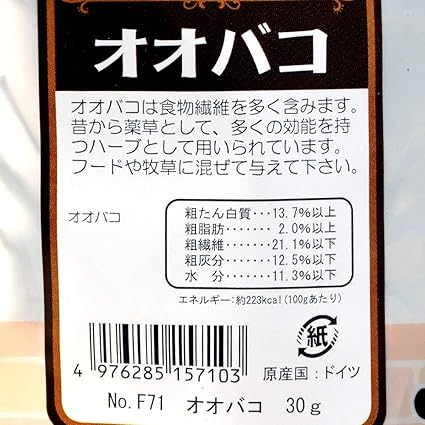 オオバコ
オオバコは食物繊維を多く含みます。
昔から薬草として、多くの効能を持
つハーブとして用いられています。
フードや牧草に混ぜて与えて下さい。
オオバコ
粗たん白質・・・13.7%以上
粗脂肪・・・・ 2.0%以上
粗繊維・・・・21.1%以下
粗灰分・・・・12.5%以下
水 分・・・・11.3%以下
エネルギー:約223kcal(100gあたり)
紙
4 976285 157103
原産国:ドイツ
No.F71 オオバコ 30g